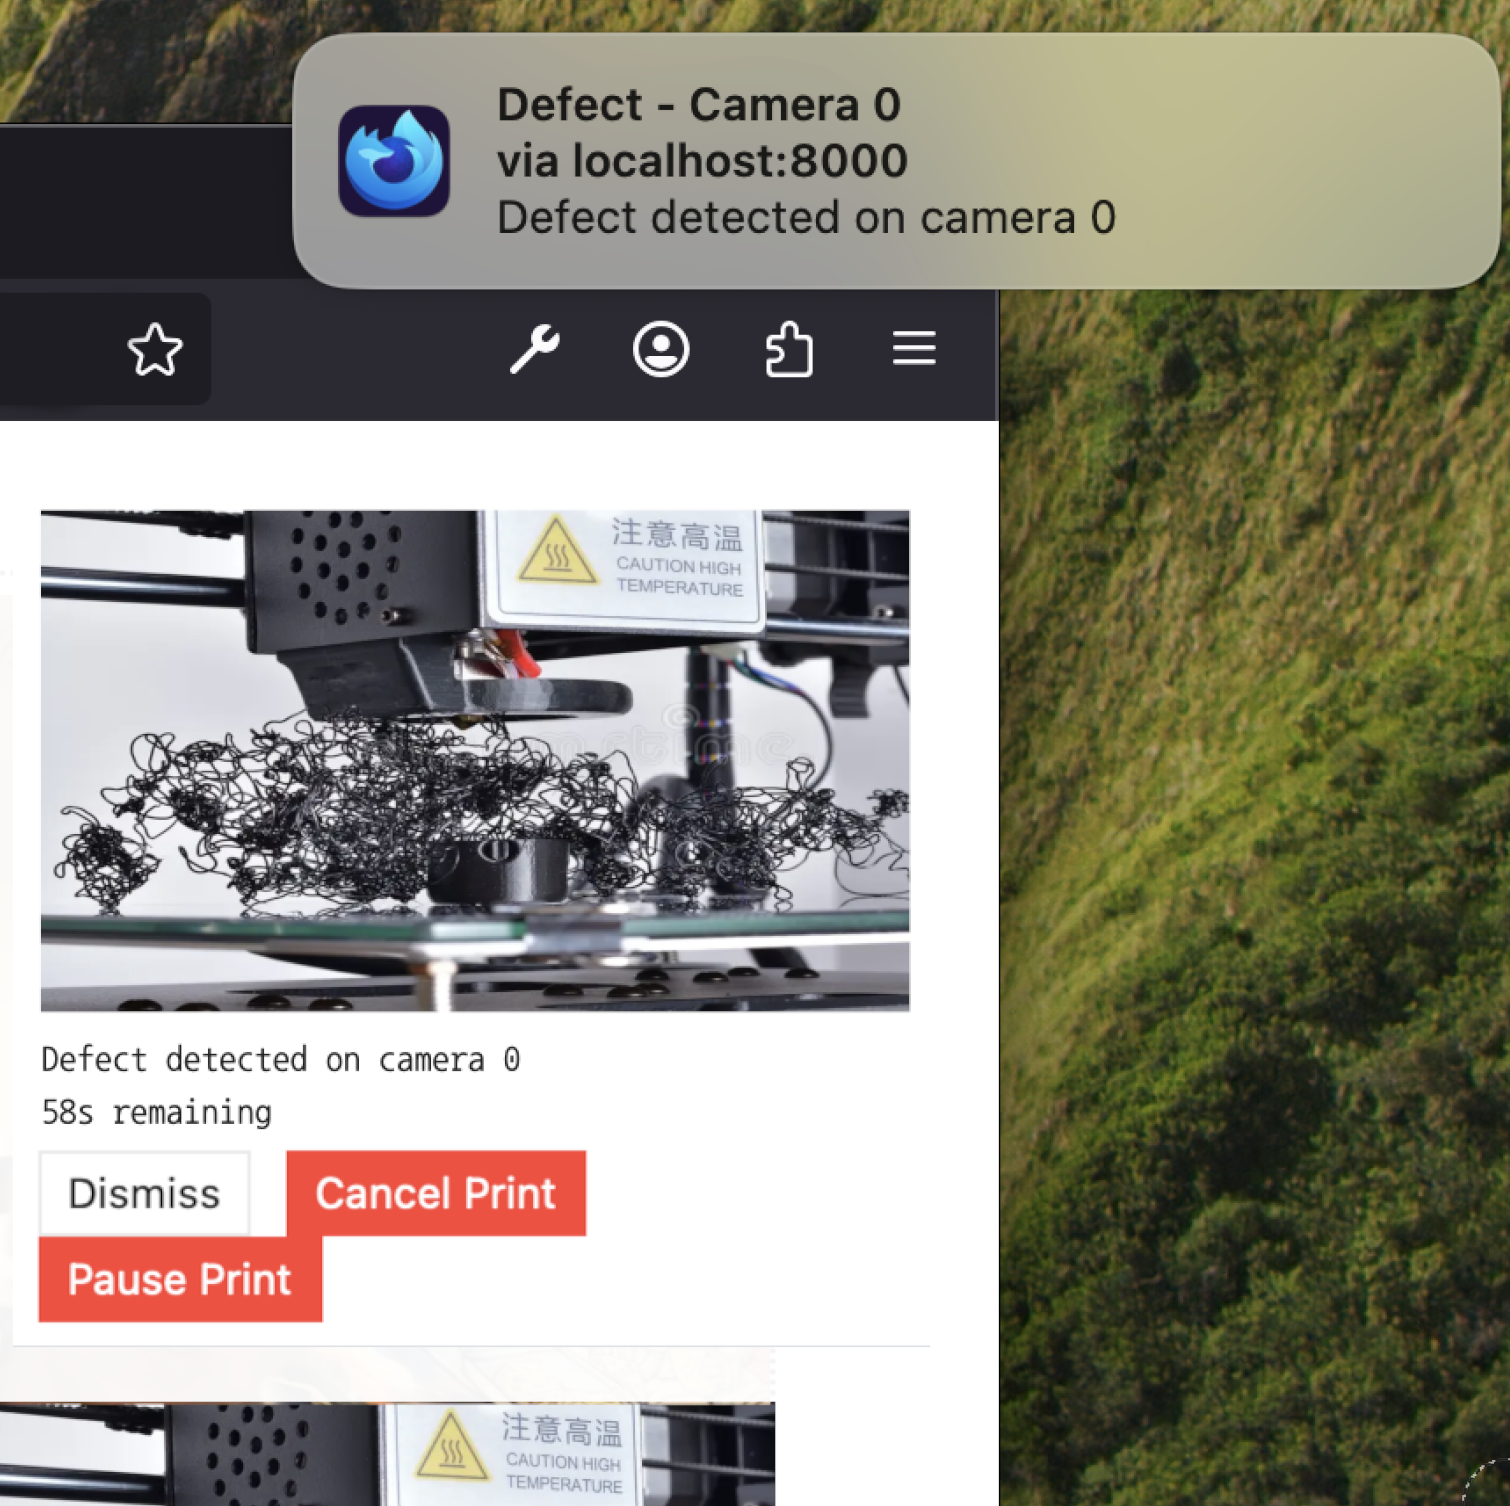 Defect - Camera 0
via localhost:8000
Defect detected on camera 0
注意高温
CAUTION HIGH
TEMPERATURE
Defect detected on camera 0
58s remaining
Dismiss
Cancel Print
Pause Print
注意高温
CAUTION HIGH
TEMPERATURE